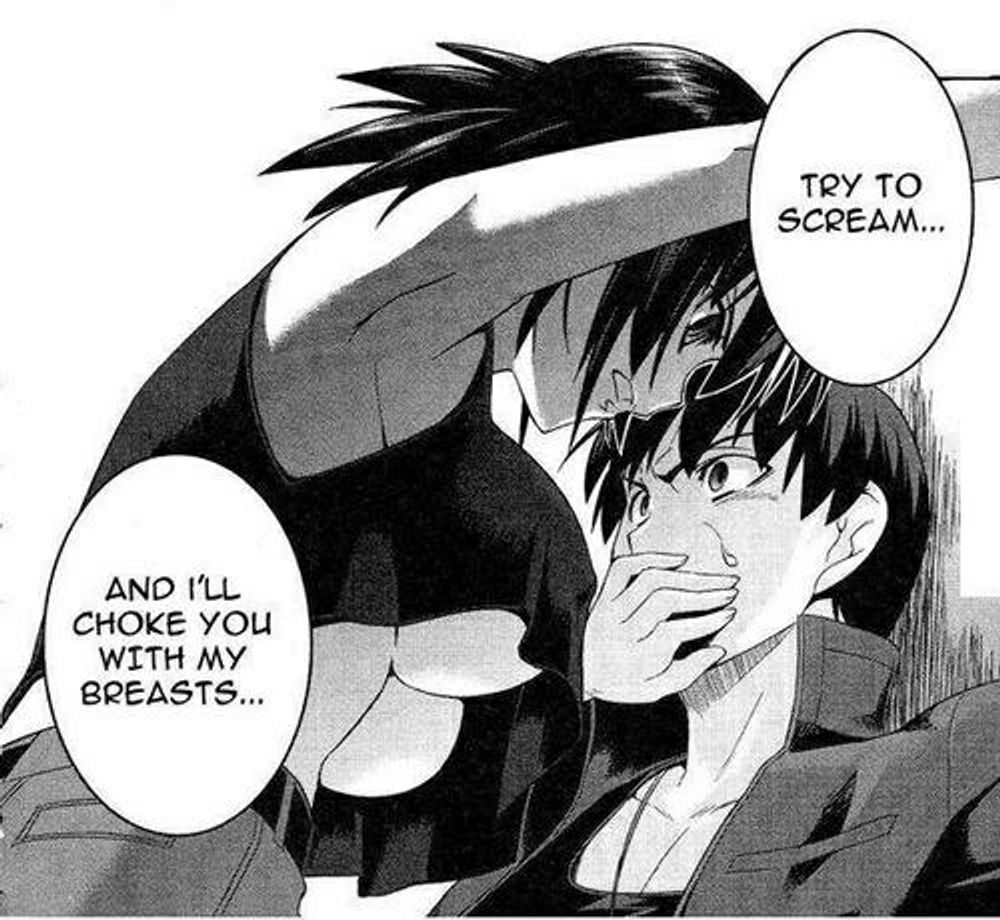 TRY TO
SCREAM...
AND I'LL
CHOKE YOU
WITH MY
BREASTS...